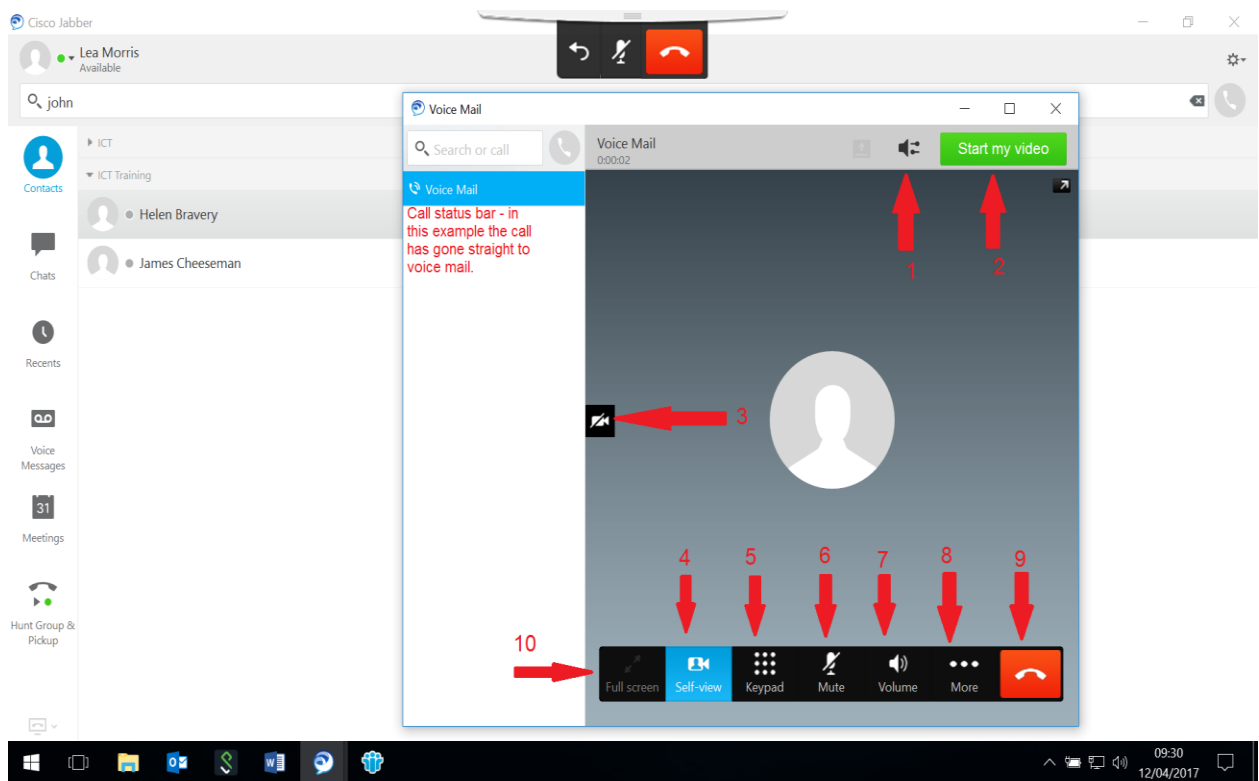 Cisco Jabber
Lea Morris
Available
john
Contacts
Chats
Recents
Voice
Messages
31
Meetings
Hunt Group &
Pickup
ICT
ICT Training
Helen Bravery
James Cheeseman
Voice Mail
Search or call
Voice Mail
Call status bar - in
this example the call
has gone straight to
voice mail.
Voice Mail
0:00:02
Start my video
1
2
3
4
5
6
7
8
9
10
Full screen
Self-view
Keypad
Mute
Volume
More
09:30
12/04/2017